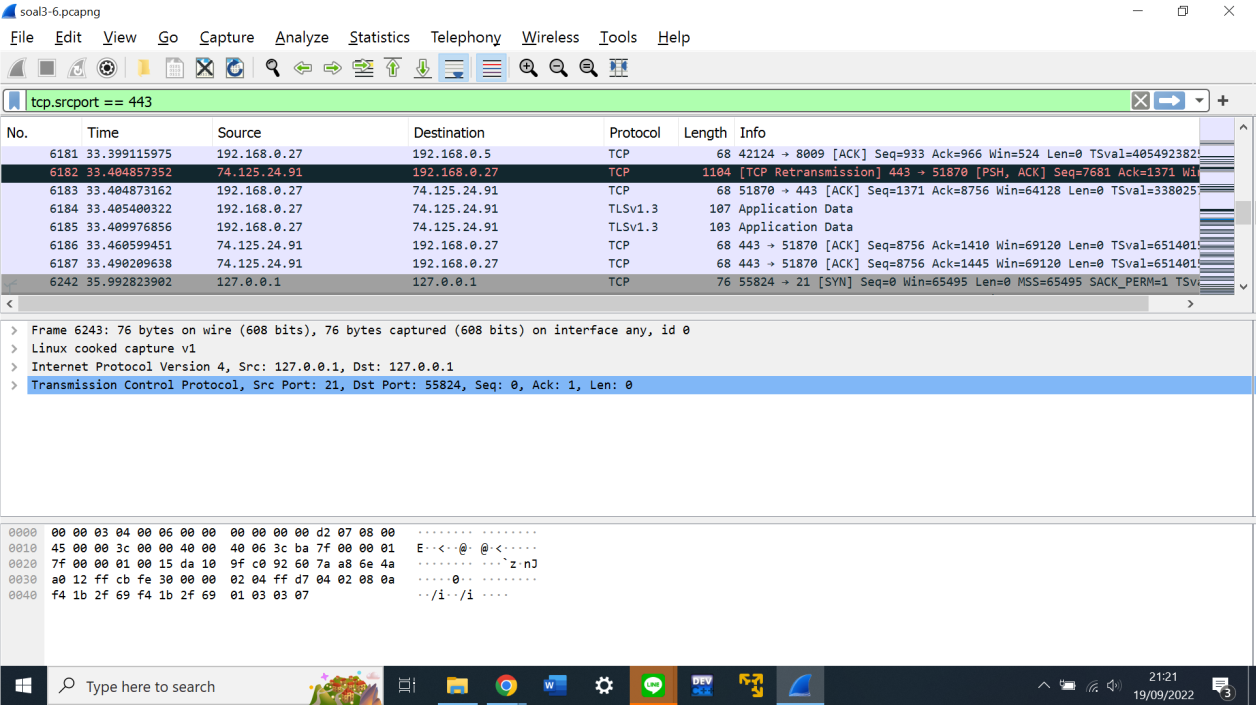 soal3-6.pcapng
File Edit View Go Capture Analyze Statistics Telephony Wireless Tools Help
tcp.srcport == 443
No. Time Source Destination Protocol Length Info
6181 33.399115975 192.168.0.27 192.168.0.5 TCP 68 42124 → 8009 [ACK] Seq=933 Ack=966 Win=524 Len=0 TSval=405492382
6182 33.404857352 74.125.24.91 192.168.0.27 TCP 1104 [TCP Retransmission] 443 → 51870 [PSH, ACK] Seq=7681 Ack=1371 Wi
6183 33.404873162 192.168.0.27 74.125.24.91 TCP 68 51870 → 443 [ACK] Seq=1371 Ack=8756 Win=64128 Len=0 TSval=338025
6184 33.405400322 192.168.0.27 74.125.24.91 TLSv1.3 107 Application Data
6185 33.409976856 192.168.0.27 74.125.24.91 TLSv1.3 103 Application Data
6186 33.460599451 74.125.24.91 192.168.0.27 TCP 68 443 → 51870 [ACK] Seq=8756 Ack=1410 Win=69120 Len=0 TSval=651401
6187 33.490209638 74.125.24.91 192.168.0.27 TCP 68 443 → 51870 [ACK] Seq=8756 Ack=1445 Win=69120 Len=0 TSval=651401
6242 35.992823902 127.0.0.1 127.0.0.1 TCP 76 55824 → 21 [SYN] Seq=0 Win=65495 Len=0 MSS=65495 SACK_PERM=1 TSv
Frame 6243: 76 bytes on wire (608 bits), 76 bytes captured (608 bits) on interface any, id 0
Linux cooked capture v1
Internet Protocol Version 4, Src: 127.0.0.1, Dst: 127.0.0.1
Transmission Control Protocol, Src Port: 21, Dst Port: 55824, Seq: 0, Ack: 1, Len: 0
0000 00 00 03 04 00 06 00 00 00 00 00 00 d2 07 08 00 ········ ········
0010 45 00 00 3c 00 00 40 00 40 06 3c ba 7f 00 00 01 E··<··@· @·<·····
0020 7f 00 00 01 00 15 da 10 9f c0 92 60 7a a8 6e 4a ········ ···`z·nJ
0030 a0 12 ff cb fe 30 00 00 02 04 ff d7 04 02 08 0a ·····0·· ········
0040 f4 1b 2f 69 f4 1b 2f 69 01 03 03 07 ··/i··/i ····
Type here to search
W
LINE
DEV
C++
21:21
19/09/2022
3